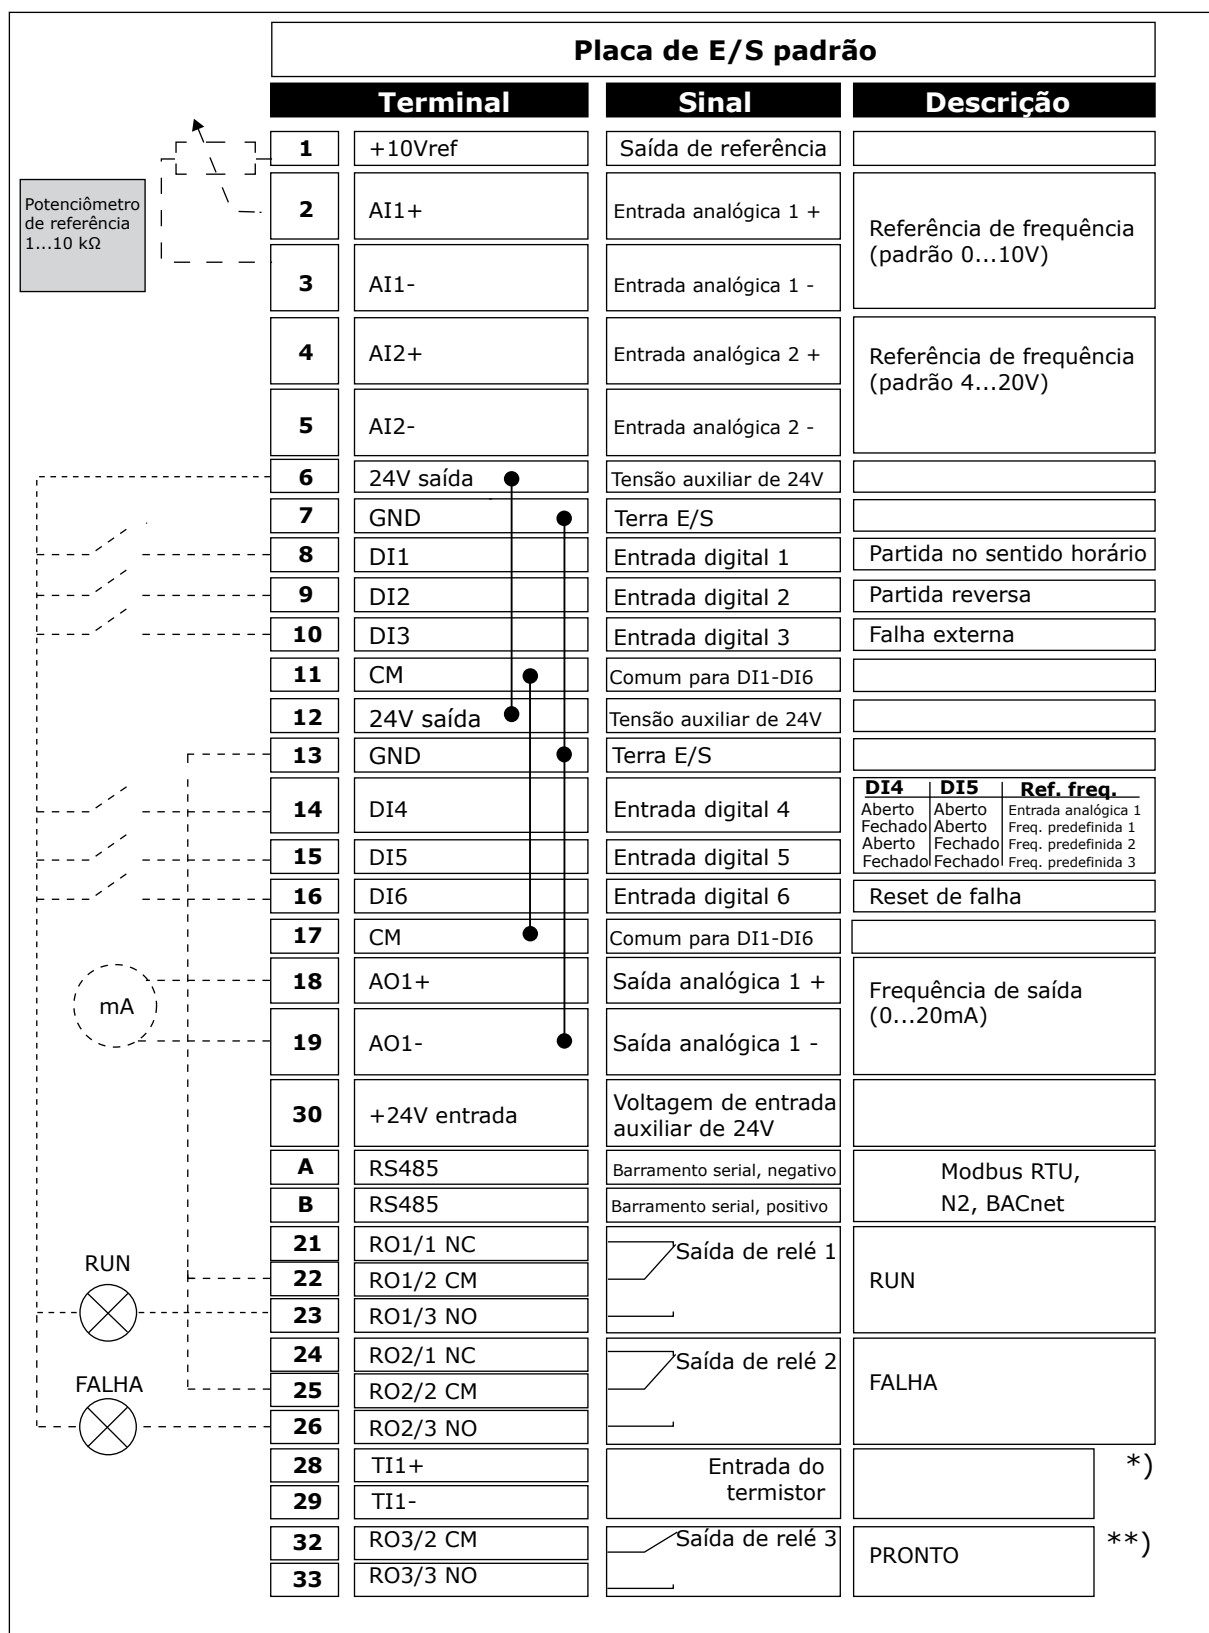 Placa de E/S padrão
Terminal Sinal Descrição
1 +10Vref Saída de referência
Potenciômetro
de referência
1...10 kΩ
2 AI1+ Entrada analógica 1 +
Referência de frequência
(padrão 0...10V)
3 AI1- Entrada analógica 1 -
4 AI2+ Entrada analógica 2 +
Referência de frequência
(padrão 4...20V)
5 AI2- Entrada analógica 2 -
6 24V saída Tensão auxiliar de 24V
7 GND Terra E/S
8 DI1 Entrada digital 1 Partida no sentido horário
9 DI2 Entrada digital 2 Partida reversa
10 DI3 Entrada digital 3 Falha externa
11 CM Comum para DI1-DI6
12 24V saída Tensão auxiliar de 24V
13 GND Terra E/S
14 DI4 Entrada digital 4
DI4 DI5 Ref. freq.
Aberto Aberto Entrada analógica 1
Fechado Aberto Freq. predefinida 1
Aberto Fechado Freq. predefinida 2
Fechado Fechado Freq. predefinida 3
15 DI5 Entrada digital 5
16 DI6 Entrada digital 6 Reset de falha
17 CM Comum para DI1-DI6
18 AO1+ Saída analógica 1 +
mA
Frequência de saída
(0...20mA)
19 AO1- Saída analógica 1 -
30 +24V entrada
Voltagem de entrada
auxiliar de 24V
A RS485 Barramento serial, negativo
Modbus RTU,
N2, BACnet
B RS485 Barramento serial, positivo
21 RO1/1 NC Saída de relé 1
RUN
22 RO1/2 CM RUN
23 RO1/3 NO
24 RO2/1 NC Saída de relé 2
FALHA
25 RO2/2 CM FALHA
26 RO2/3 NO
28 TI1+ *)
Entrada do
termistor
29 TI1-
32 RO3/2 CM Saída de relé 3 **)
PRONTO
33 RO3/3 NO